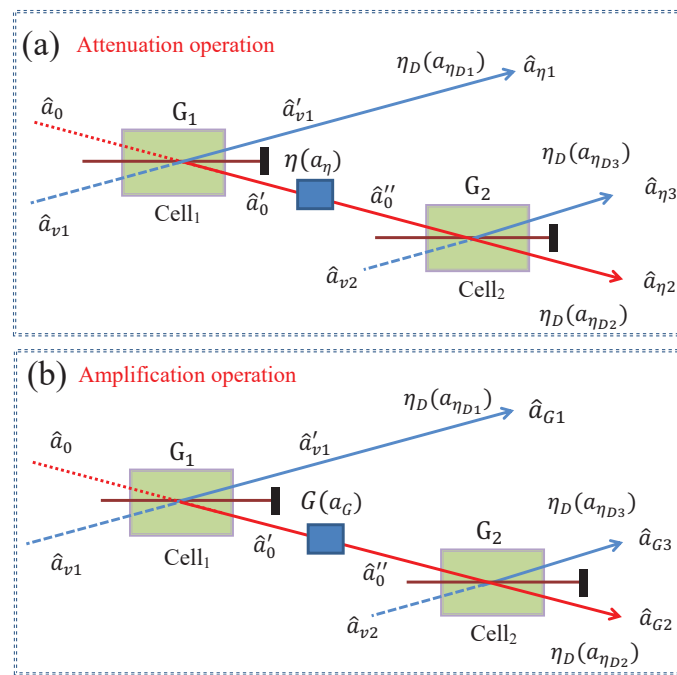 (a) Attenuation operation
η_D(a_{η_{D1}})
â_{η1}
â_0
G_1
â′_{v1}
η(a_η)
η_D(a_{η_{D3}})
â_{v1}
Cell_1
â′_0
â′′_0
G_2
â_{η3}
â_{v2}
Cell_2
â_{η2}
η_D(a_{η_{D2}})
(b) Amplification operation
η_D(a_{η_{D1}})
â_{G1}
â_0
G_1
â′_{v1}
G(a_G)
η_D(a_{η_{D3}})
â_{v1}
Cell_1
â′_0
â′′_0
G_2
â_{G3}
â_{v2}
Cell_2
â_{G2}
η_D(a_{η_{D2}})